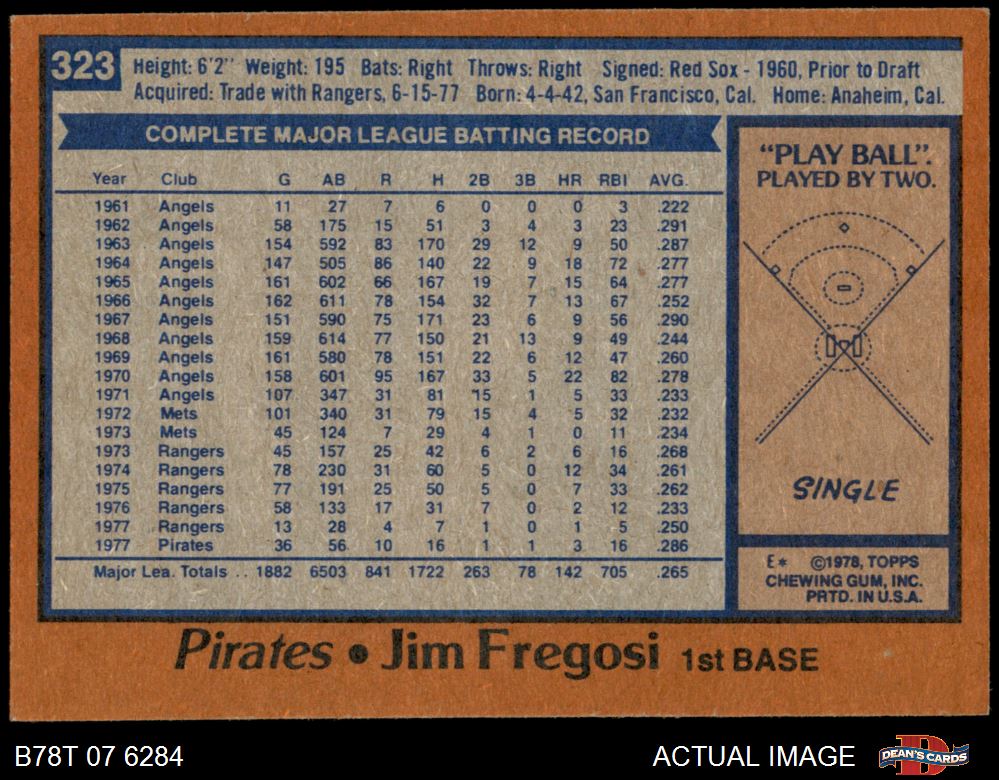 323
Height: 6'2" Weight: 195 Bats: Right Throws: Right Signed: Red Sox - 1960, Prior to Draft
Acquired: Trade with Rangers, 6-15-77 Born: 4-4-42, San Francisco, Cal. Home: Anaheim, Cal.
COMPLETE MAJOR LEAGUE BATTING RECORD
Year Club G AB R H 2B 3B HR RBI AVG.
1961 Angels 11 27 7 6 0 0 0 3 .222
1962 Angels 58 175 15 51 3 4 3 23 .291
1963 Angels 154 592 83 170 29 12 9 50 .287
1964 Angels 147 505 86 140 22 9 18 72 .277
1965 Angels 161 602 66 167 19 7 15 64 .277
1966 Angels 162 611 78 154 32 7 13 67 .252
1967 Angels 151 590 75 171 23 6 9 56 .290
1968 Angels 159 614 77 150 21 13 9 49 .244
1969 Angels 161 580 78 151 22 6 12 47 .260
1970 Angels 158 601 95 167 33 5 22 82 .278
1971 Angels 107 347 31 81 15 1 5 33 .233
1972 Mets 101 340 31 79 15 4 5 32 .232
1973 Mets 45 124 7 29 4 1 0 11 .234
1973 Rangers 45 157 25 42 6 2 6 16 .268
1974 Rangers 78 230 31 60 5 0 12 34 .261
1975 Rangers 77 191 25 50 5 0 7 33 .262
1976 Rangers 58 133 17 31 7 0 2 12 .233
1977 Rangers 13 28 4 7 1 0 1 5 .250
1977 Pirates 36 56 10 16 1 1 3 16 .286
Major Lea. Totals .. 1882 6503 841 1722 263 78 142 705 .265
"PLAY BALL".
PLAYED BY TWO.
SINGLE
E* ©1978, TOPPS
CHEWING GUM, INC.
PRTD. IN U.S.A.
Pirates • Jim Fregosi 1st BASE
B78T 07 6284
ACTUAL IMAGE
DEAN'S CARDS